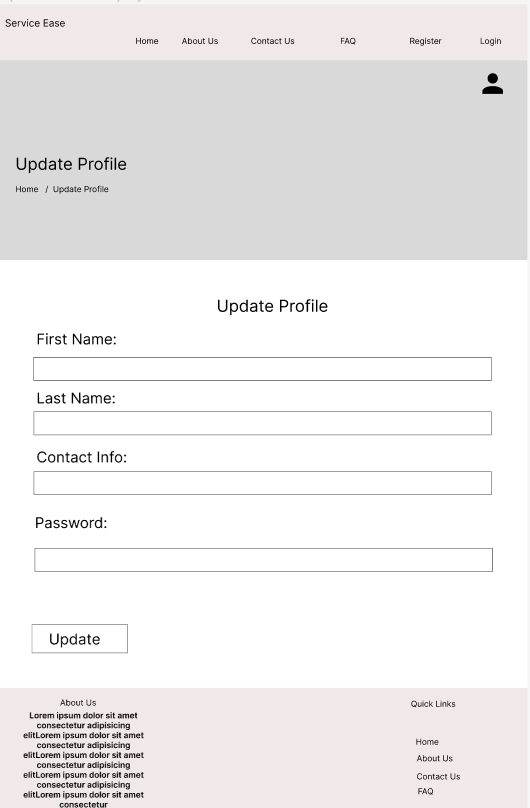 Service Ease
Home About Us Contact Us FAQ Register Login
Update Profile
Home / Update Profile
Update Profile
First Name:
Last Name:
Contact Info:
Password:
Update
About Us
Lorem ipsum dolor sit amet
consectetur adipisicing
elitLorem ipsum dolor sit amet
consectetur adipisicing
elitLorem ipsum dolor sit amet
consectetur adipisicing
elitLorem ipsum dolor sit amet
consectetur adipisicing
elitLorem ipsum dolor sit amet
consectetur
Quick Links
Home
About Us
Contact Us
FAQ